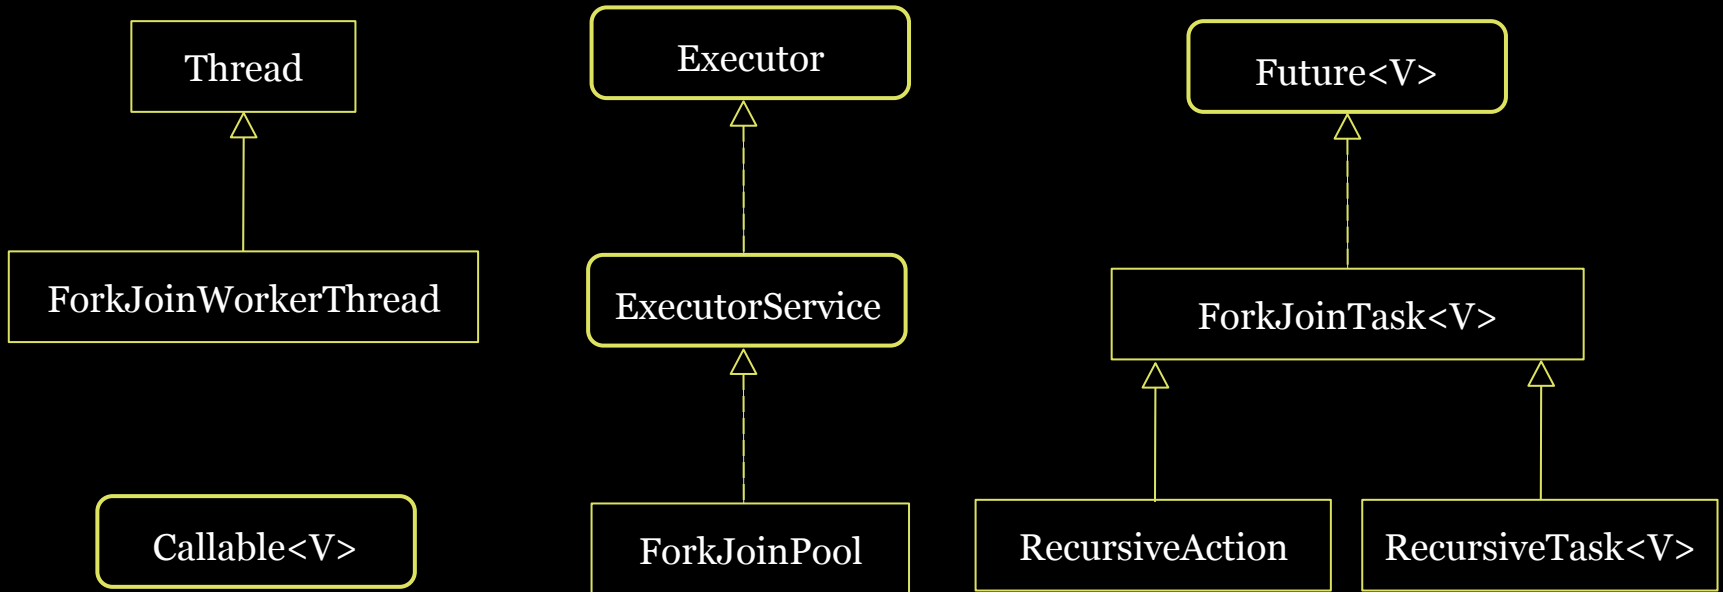 Thread
Executor
Future<V>
ForkJoinWorkerThread
ExecutorService
ForkJoinTask<V>
Callable<V>
ForkJoinPool
RecursiveAction
RecursiveTask<V>